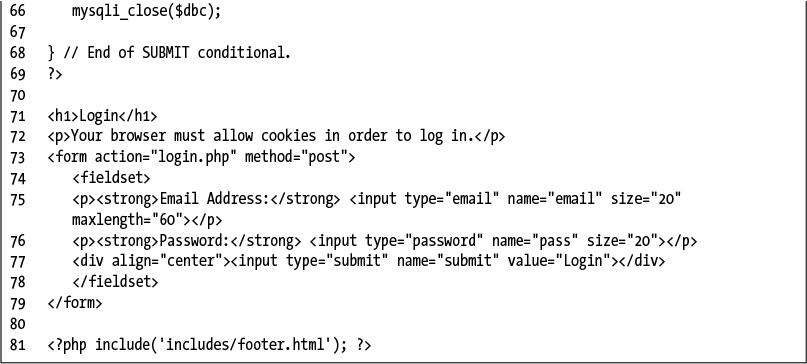 66 mysqli_close($dbc);
67
68 } // End of SUBMIT conditional.
69 ?>
70
71 <h1>Login</h1>
72 <p>Your browser must allow cookies in order to log in.</p>
73 <form action="login.php" method="post">
74 <fieldset>
75 <p><strong>Email Address:</strong> <input type="email" name="email" size="20"
maxlength="60"></p>
76 <p><strong>Password:</strong> <input type="password" name="pass" size="20"></p>
77 <div align="center"><input type="submit" name="submit" value="Login"></div>
78 </fieldset>
79 </form>
80
81 <?php include('includes/footer.html'); ?>